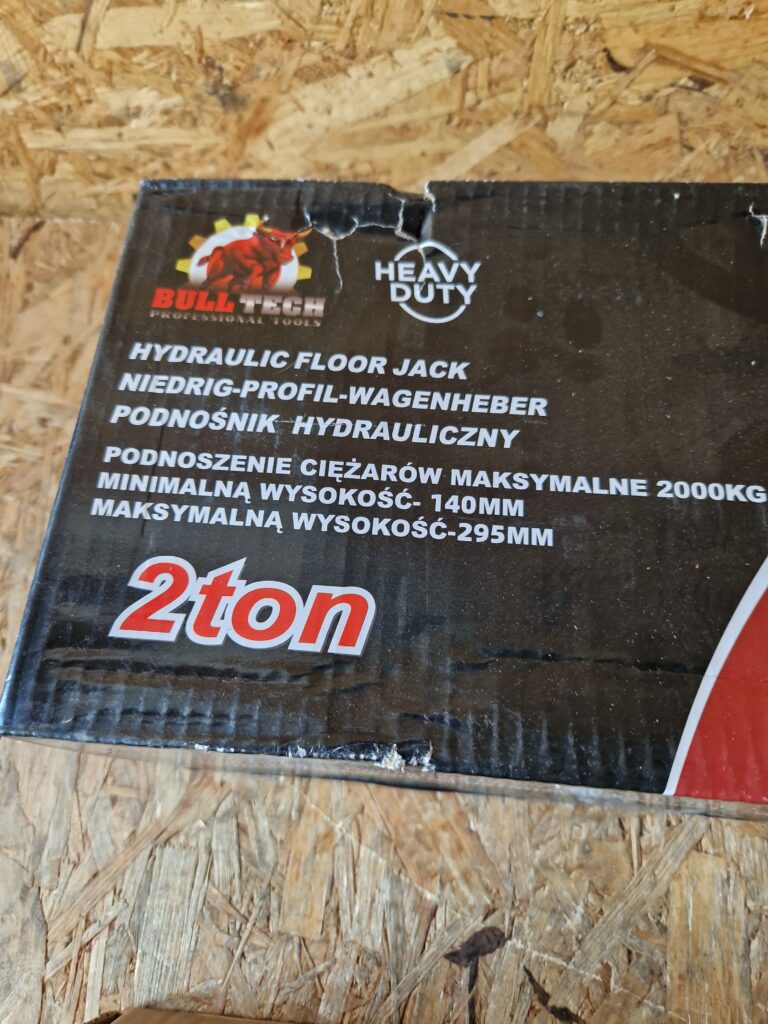 BULL TECH
PROFESSIONAL TOOLS
HEAVY
DUTY
HYDRAULIC FLOOR JACK
NIEDRIG-PROFIL-WAGENHEBER
PODNOŚNIK HYDRAULICZNY
PODNOSZENIE CIĘŻARÓW MAKSYMALNE 2000KG
MINIMALNĄ WYSOKOŚĆ- 140MM
MAKSYMALNĄ WYSOKOŚĆ-295MM
2ton